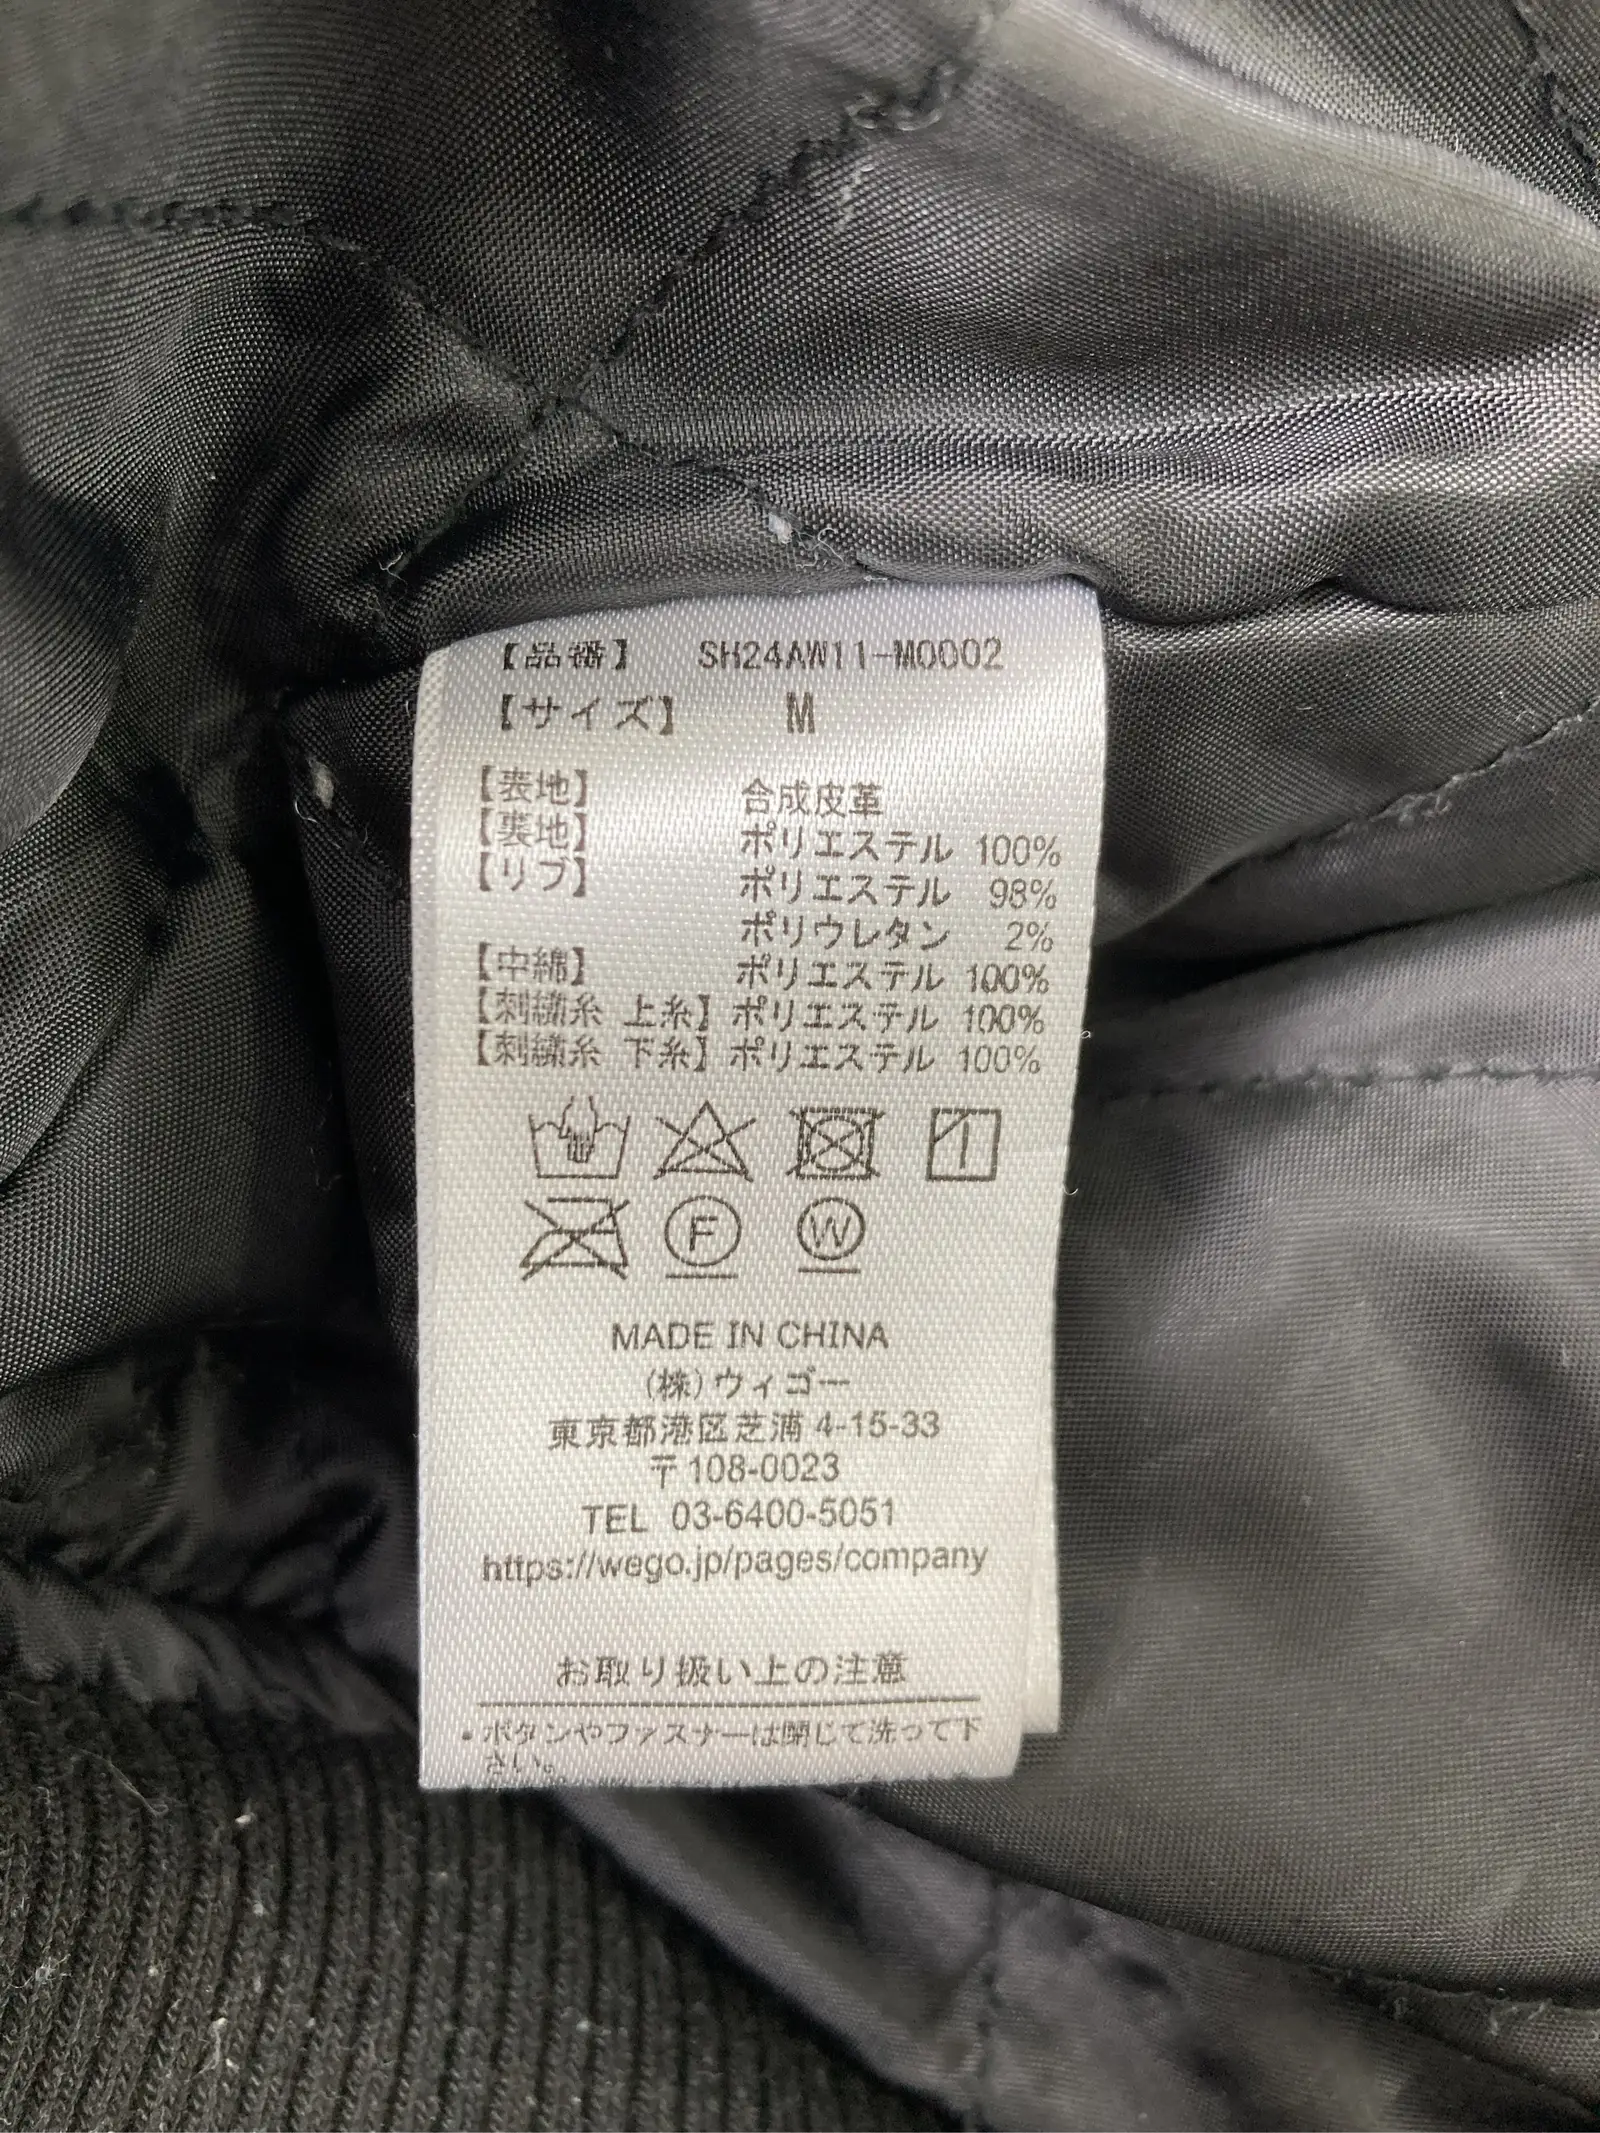 【品番】 SH24AW11-M0002
【サイズ】 M
【表地】 合成皮革
【裏地】 ポリエステル 100%
【リブ】 ポリエステル 98%
ポリウレタン 2%
【中綿】 ポリエステル 100%
【刺繍糸 上糸】 ポリエステル 100%
【刺繍糸 下糸】 ポリエステル 100%
F W
MADE IN CHINA
(株)ウィゴー
東京都港区芝浦 4-15-33
〒108-0023
TEL 03-6400-5051
https://wego.jp/pages/company
お取り扱い上の注意
・ボタンやファスナーは閉じて洗って下
さい。